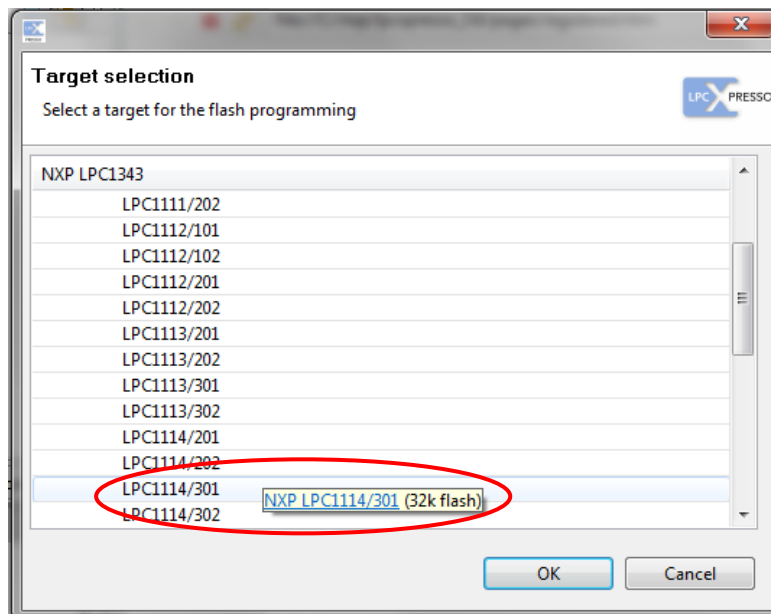 Target selection
Select a target for the flash programming
LPC XPRESSO
NXP LPC1343
LPC1111/202
LPC1112/101
LPC1112/102
LPC1112/201
LPC1112/202
LPC1113/201
LPC1113/202
LPC1113/301
LPC1113/302
LPC1114/201
LPC1114/202
LPC1114/301
NXP LPC1114/301 (32k flash)
LPC1114/302
OK Cancel